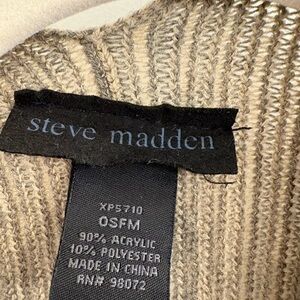 steve madden
XP5710
OSFM
90% ACRYLIC
10% POLYESTER
MADE IN CHINA
RN# 98072